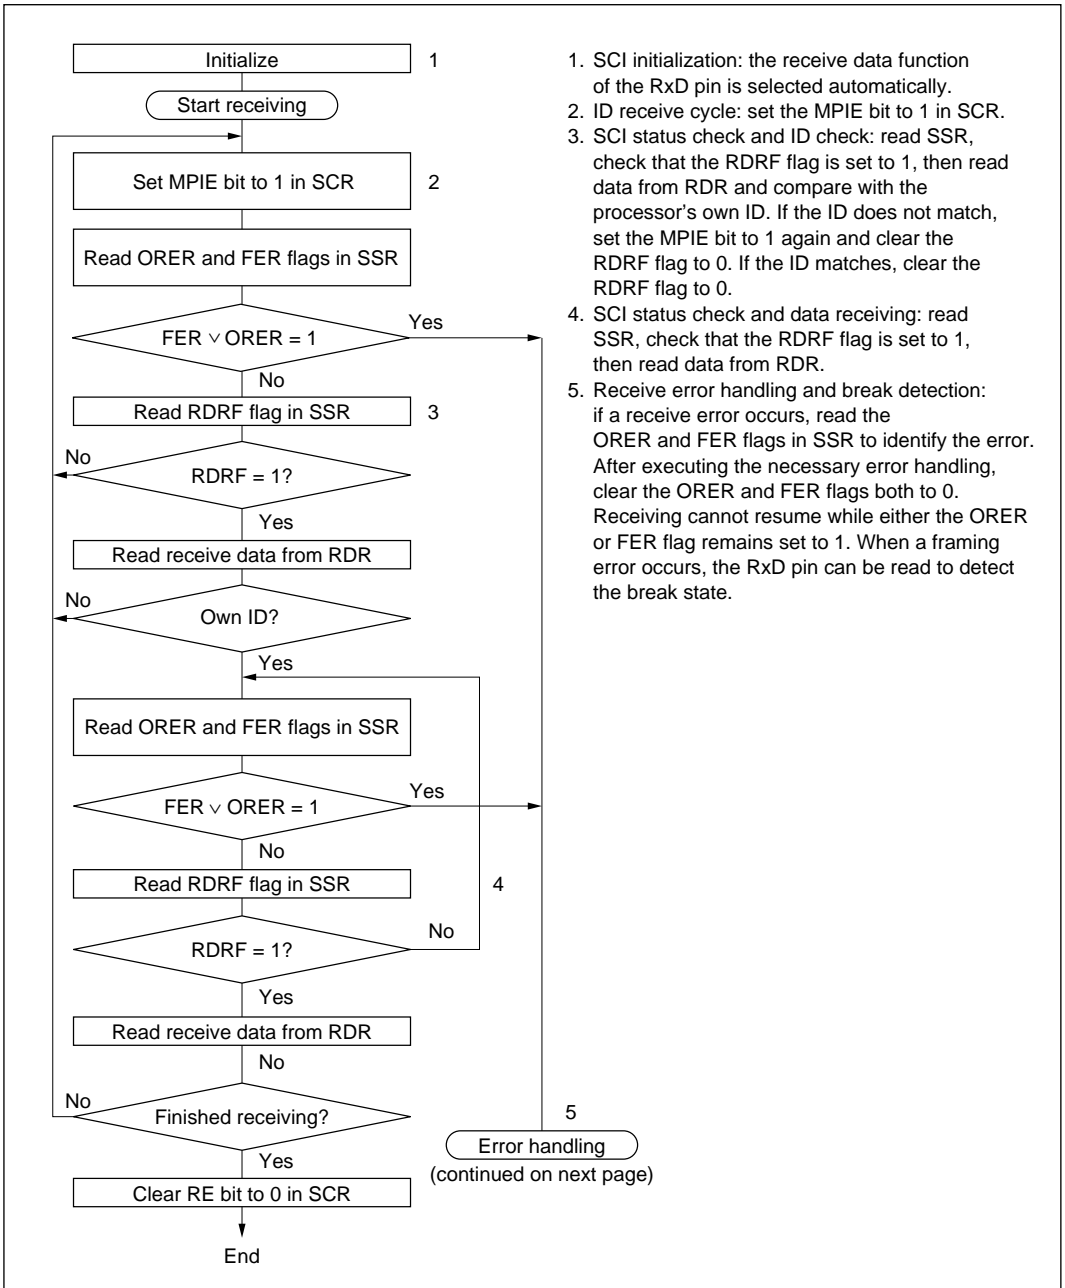 Initialize
1
Start receiving
Set MPIE bit to 1 in SCR
2
Read ORER and FER flags in SSR
FER ∨ ORER = 1
Yes
No
Read RDRF flag in SSR
3
No
RDRF = 1?
Yes
Read receive data from RDR
No
Own ID?
Yes
Read ORER and FER flags in SSR
Yes
FER ∨ ORER = 1
No
Read RDRF flag in SSR
4
No
RDRF = 1?
Yes
Read receive data from RDR
No
No
Finished receiving?
Yes
Clear RE bit to 0 in SCR
End
5
Error handling
(continued on next page)
1. SCI initialization: the receive data function
of the RxD pin is selected automatically.
2. ID receive cycle: set the MPIE bit to 1 in SCR.
3. SCI status check and ID check: read SSR,
check that the RDRF flag is set to 1, then read
data from RDR and compare with the
processor's own ID. If the ID does not match,
set the MPIE bit to 1 again and clear the
RDRF flag to 0. If the ID matches, clear the
RDRF flag to 0.
4. SCI status check and data receiving: read
SSR, check that the RDRF flag is set to 1,
then read data from RDR.
5. Receive error handling and break detection:
if a receive error occurs, read the
ORER and FER flags in SSR to identify the error.
After executing the necessary error handling,
clear the ORER and FER flags both to 0.
Receiving cannot resume while either the ORER
or FER flag remains set to 1. When a framing
error occurs, the RxD pin can be read to detect
the break state.